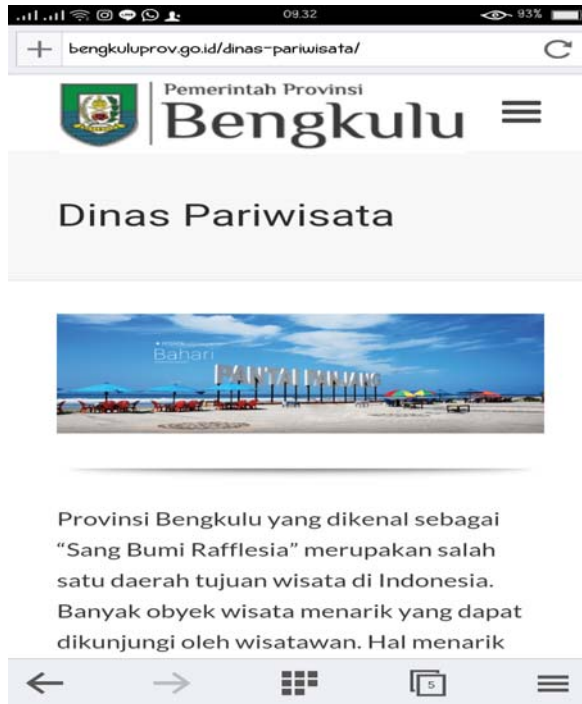 09.32
93%
bengkuluprov.go.id/dinas-pariwisata/
Pemerintah Provinsi
Bengkulu
Dinas Pariwisata
Bahari
PANTAI PANJANG
Provinsi Bengkulu yang dikenal sebagai
“Sang Bumi Rafflesia” merupakan salah
satu daerah tujuan wisata di Indonesia.
Banyak obyek wisata menarik yang dapat
dikunjungi oleh wisatawan. Hal menarik
5